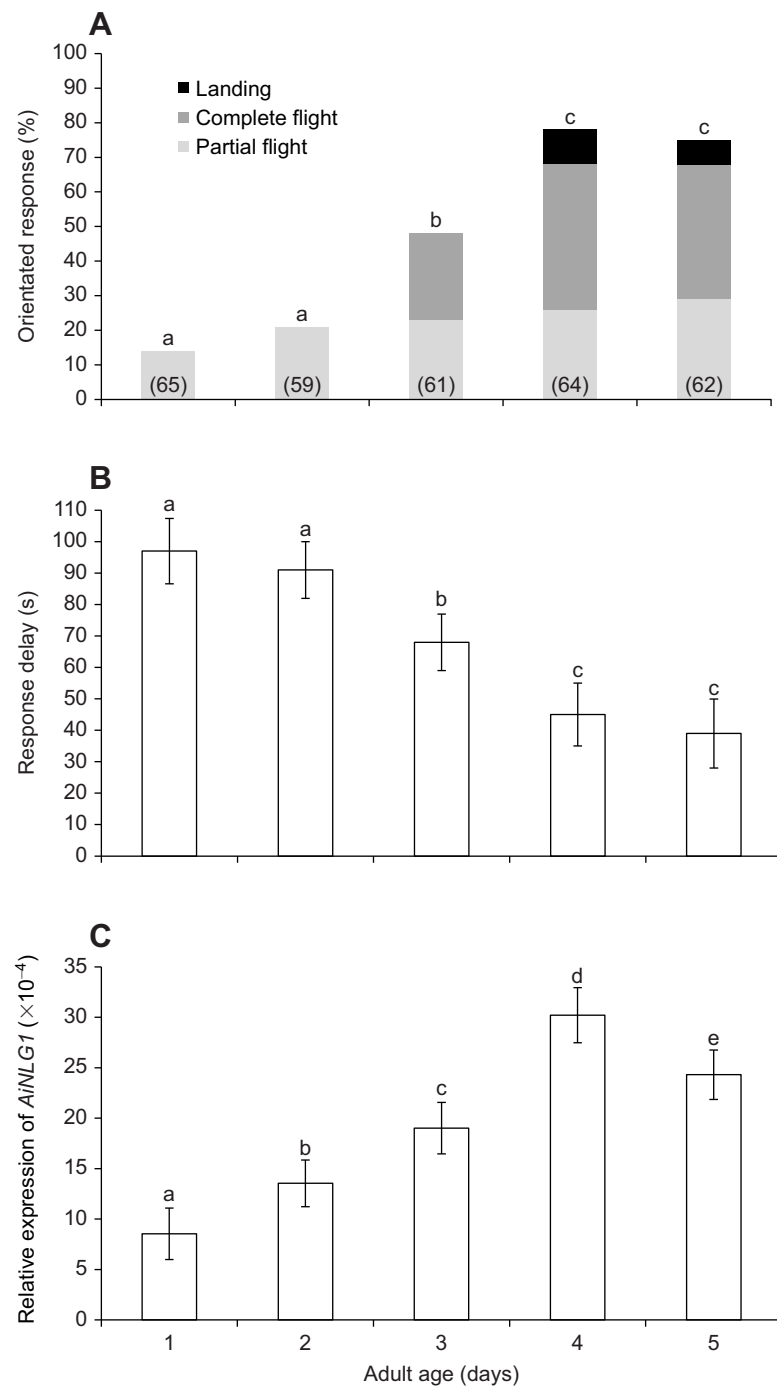 A
Orientated response (%)
100
90
80
70
60
50
40
30
20
10
0
Landing
Complete flight
Partial flight
a
a
b
c
c
(65)
(59)
(61)
(64)
(62)
B
Response delay (s)
110
100
90
80
70
60
50
40
30
20
10
0
a
a
b
c
c
C
Relative expression of AiNLG1 (×10–4)
35
30
25
20
15
10
5
0
a
b
c
d
e
1
2
3
4
5
Adult age (days)